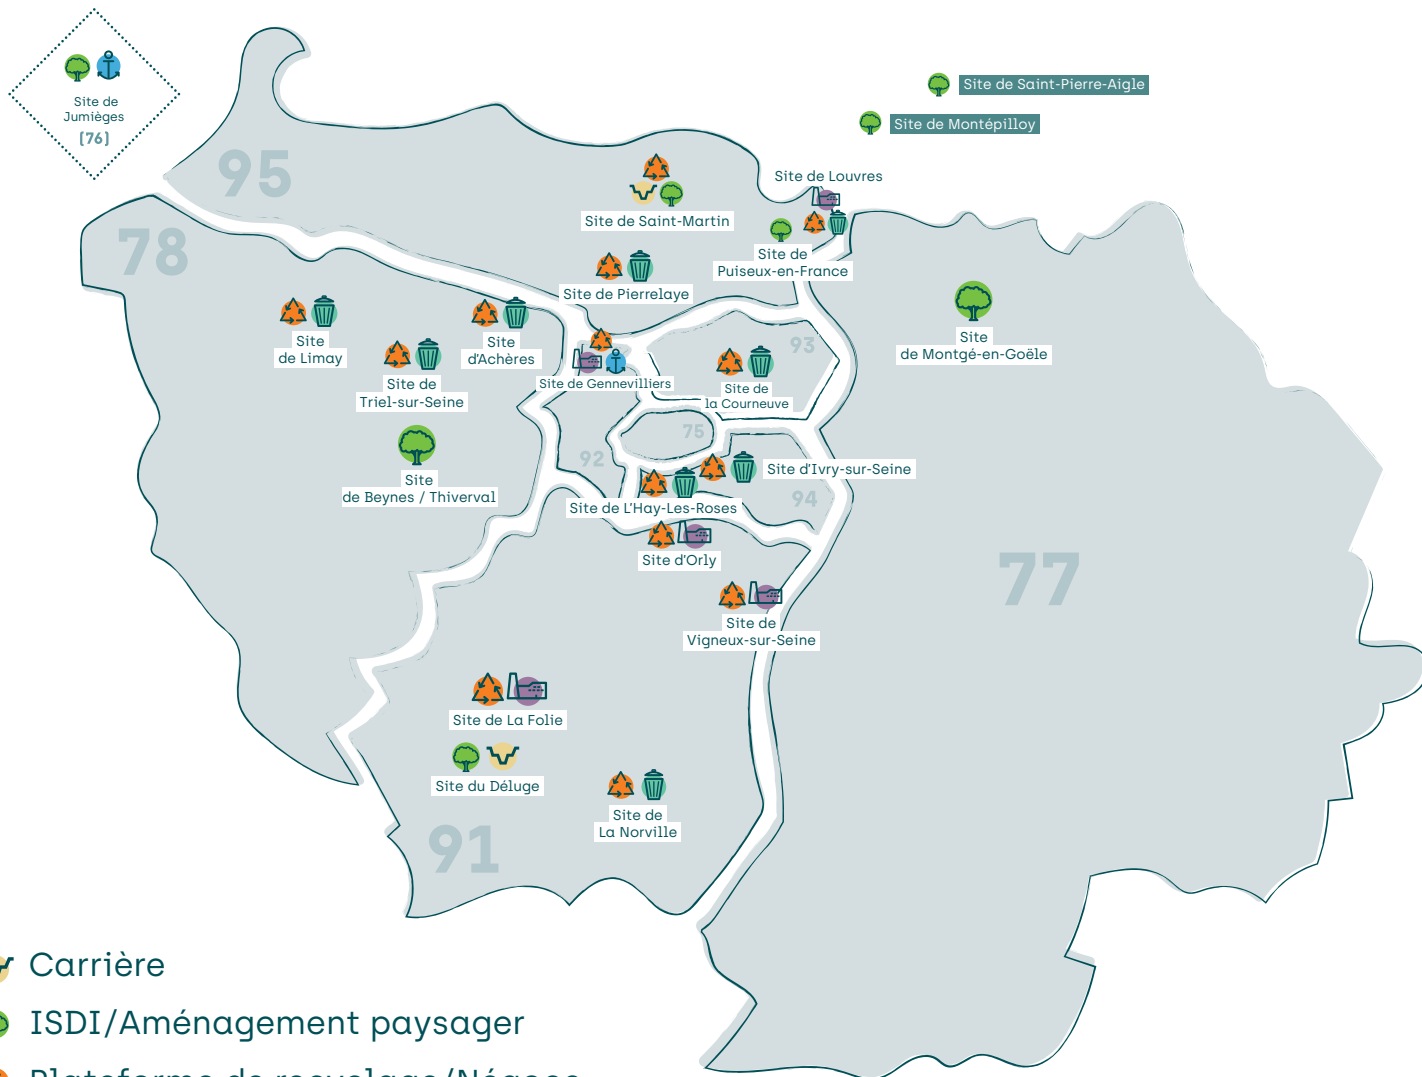 Site de
Jumièges
(76)
Site de Saint-Pierre-Aigle
Site de Montépilloy
95
Site de Louvres
Site de Saint-Martin
78
Site de
Puiseux-en-France
Site de Pierrelaye
Site
de Limay
Site
d'Achères
93
Site
de Montgé-en-Goële
Site de
Triel-sur-Seine
Site de Gennevilliers
Site de
la Courneuve
75
92
Site d'Ivry-sur-Seine
Site
de Beynes / Thiverval
94
Site de L'Hay-Les-Roses
Site d'Orly
77
Site de
Vigneux-sur-Seine
Site de La Folie
Site du Déluge
Site de
La Norville
91
Carrière
ISDI/Aménagement paysager
Plateforme de recyclage/Négoce